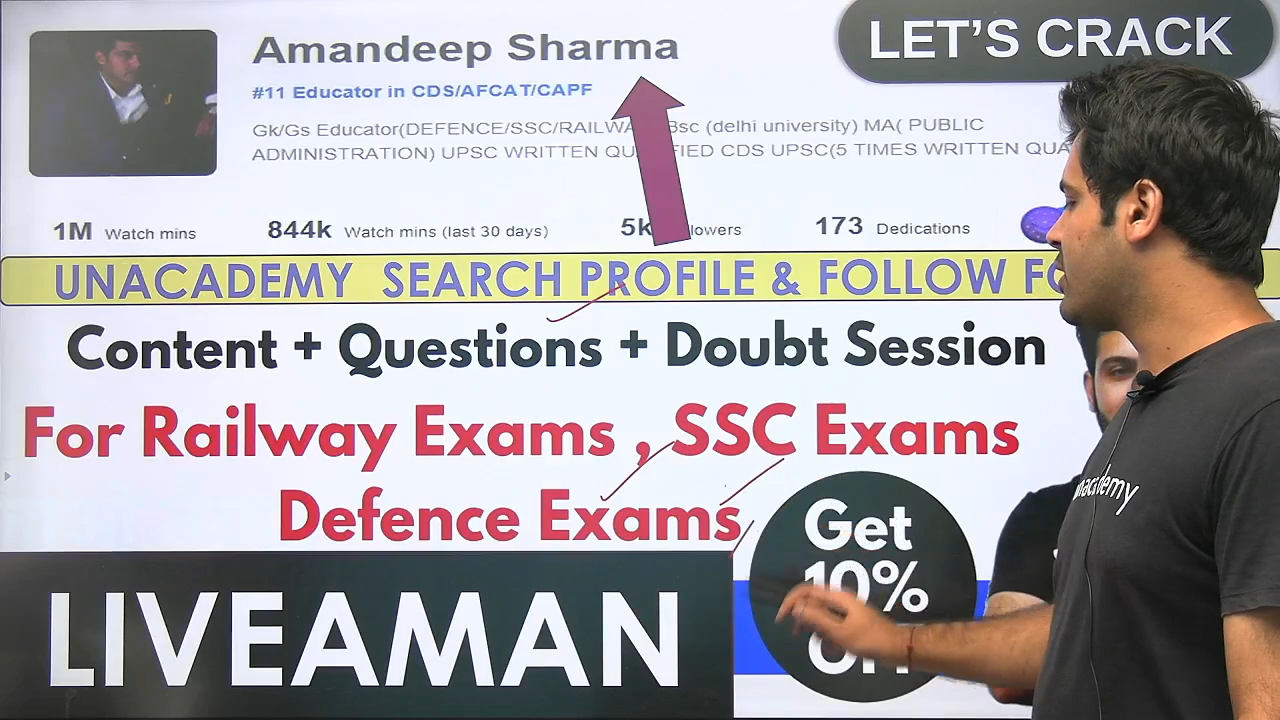 LET'S CRACK
Amandeep Sharma
#11 Educator in CDS/AFCAT/CAPF
Gk/Gs Educator(DEFENCE/SSC/RAILWA Bsc (delhi university) MA( PUBLIC
ADMINISTRATION) UPSC WRITTEN QU FIED CDS UPSC(5 TIMES WRITTEN QUA
1M Watch mins 844k Watch mins (last 30 days) 5k lowers 173 Dedications
UNACADEMY SEARCH PROFILE & FOLLOW FO
Content + Questions + Doubt Session
For Railway Exams , SSC Exams
Defence Exams
Get
10%
LIVEAMAN